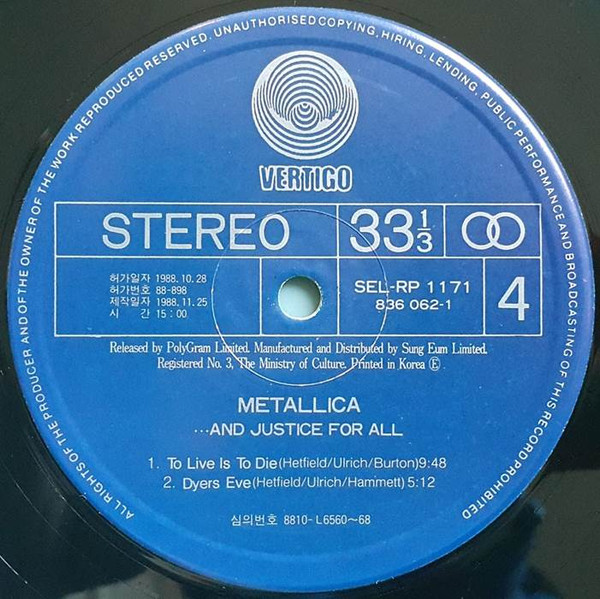 ALL RIGHTS OF THE PRODUCER AND OF THE OWNER OF THE WORK REPRODUCED RESERVED. UNAUTHORISED COPYING, HIRING, LENDING, PUBLIC PERFORMANCE AND BROADCASTING OF THIS RECORD PROHIBITED
VERTIGO
STEREO
33 1/3
허가일자 1988.10.28
허가번호 88-898
제작일자 1988.11.25
시 간 15:00
SEL-RP 1171
836 062-1
4
Released by PolyGram Limited. Manufactured and Distributed by Sung Eum Limited.
Registered No. 3, The Ministry of Culture. Printed in Korea Ⓔ
METALLICA
...AND JUSTICE FOR ALL
1. To Live Is To Die(Hetfield/Ulrich/Burton)9:48
2. Dyers Eve(Hetfield/Ulrich/Hammett)5:12
심의번호 8810-L6560~68